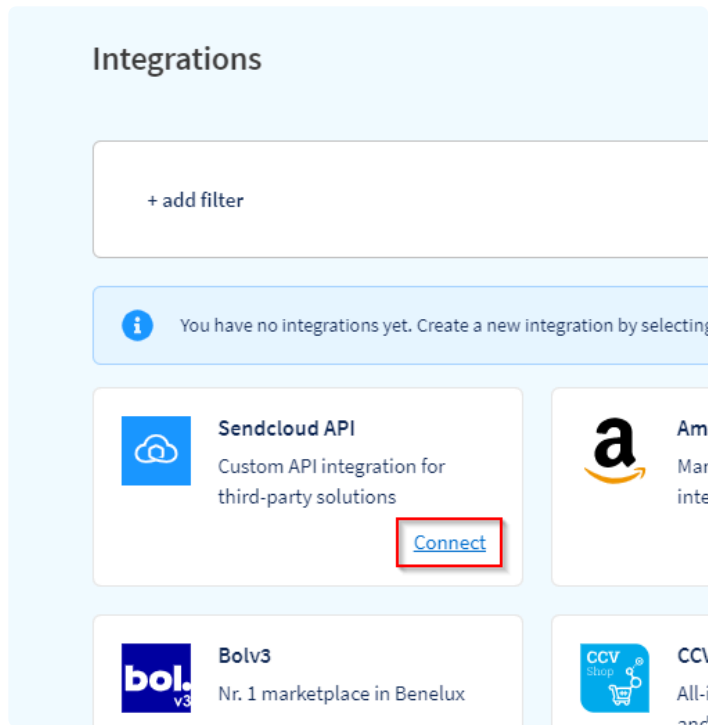 Integrations
+ add filter
You have no integrations yet. Create a new integration by selecting
Sendcloud API
Custom API integration for
third-party solutions
Connect
a
Bolv3
Nr. 1 marketplace in Benelux
bol.
v3
CCV
Shop